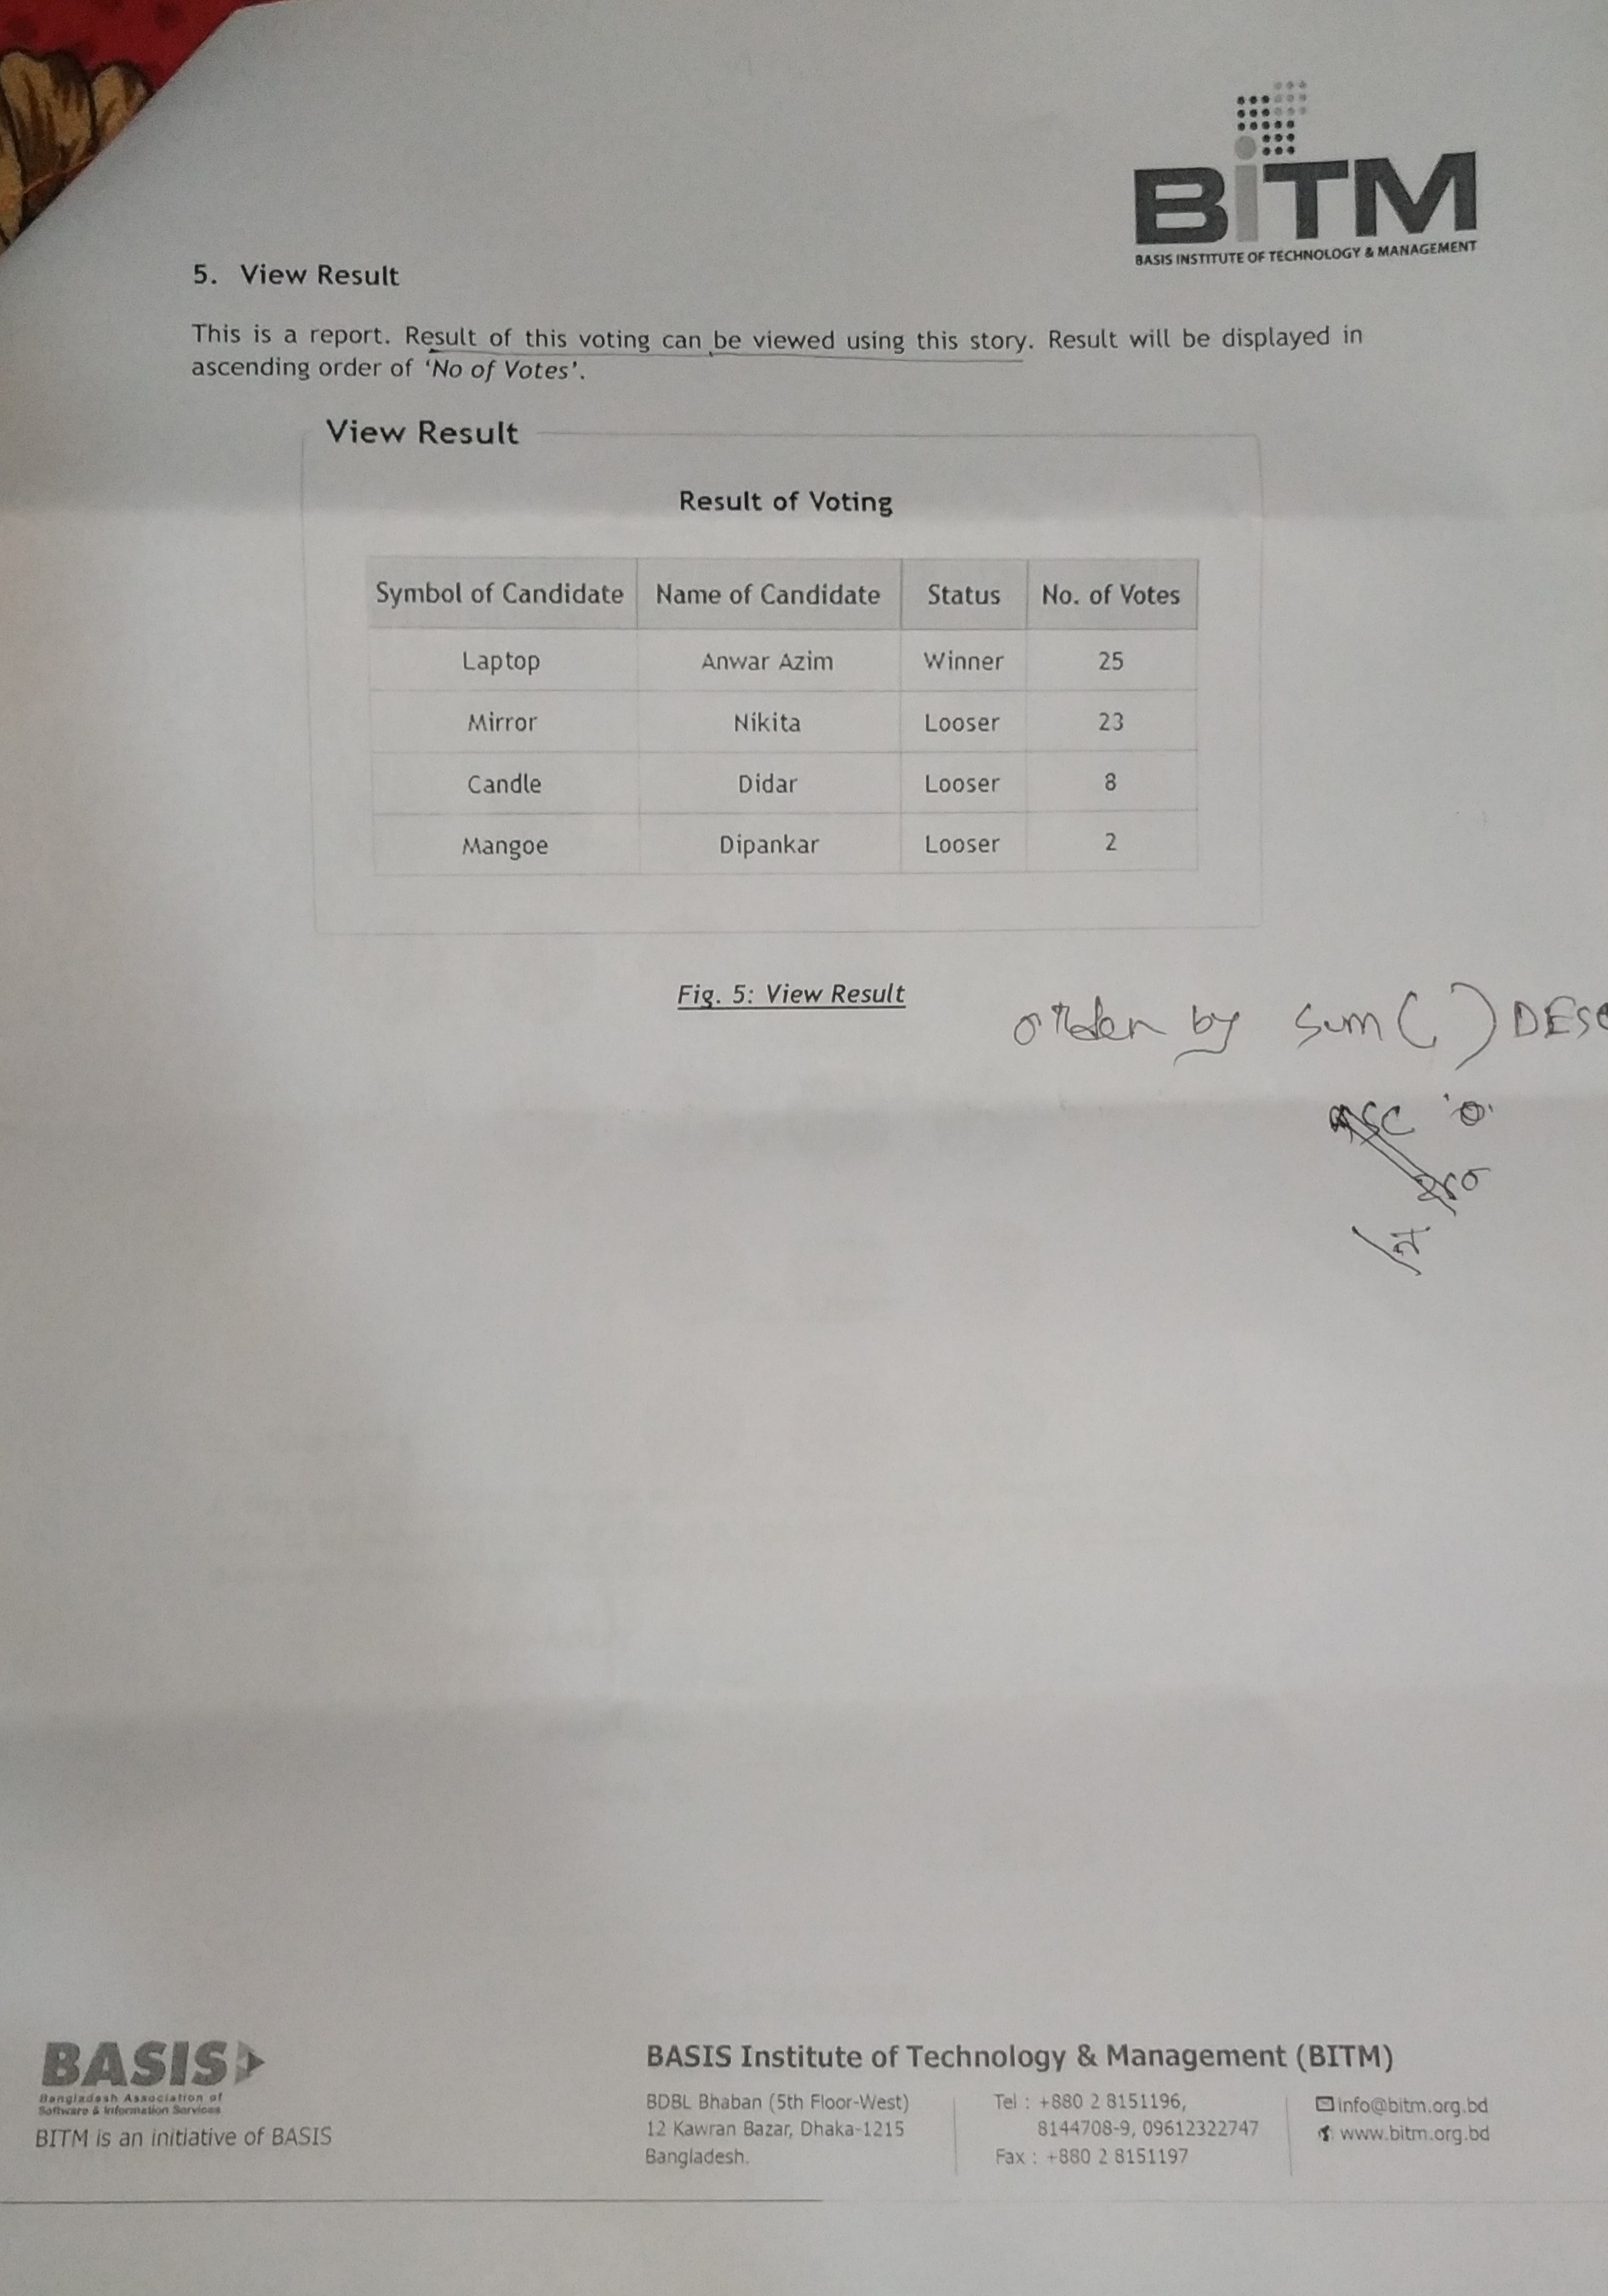 BiTM
BASIS INSTITUTE OF TECHNOLOGY & MANAGEMENT
5. View Result
This is a report. Result of this voting can be viewed using this story. Result will be displayed in
ascending order of ‘No of Votes’.
View Result
Result of Voting
Symbol of Candidate Name of Candidate Status No. of Votes
Laptop Anwar Azim Winner 25
Mirror Nikita Looser 23
Candle Didar Looser 8
Mangoe Dipankar Looser 2
Fig. 5: View Result
order by sum( ) DESC
ASC
BASIS
Bangladesh Association of
Software & Information Services
BITM is an initiative of BASIS
BASIS Institute of Technology & Management (BITM)
BDBL Bhaban (5th Floor-West)
12 Kawran Bazar, Dhaka-1215
Bangladesh.
Tel : +880 2 8151196,
8144708-9, 09612322747
Fax : +880 2 8151197
info@bitm.org.bd
www.bitm.org.bd